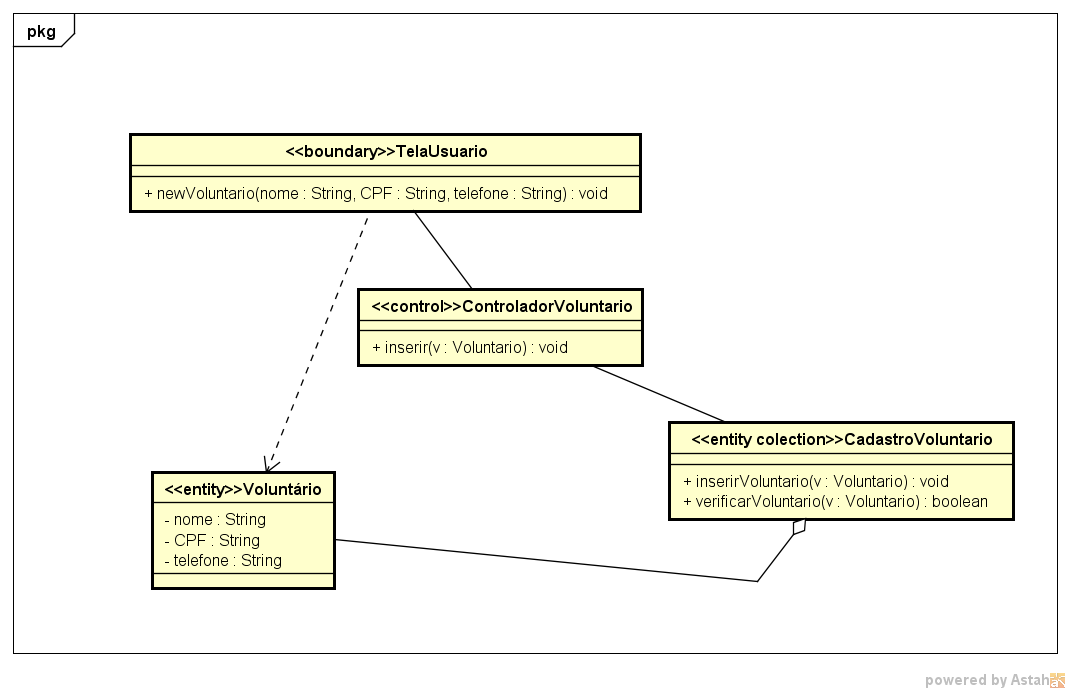 pkg
<<boundary>>TelaUsuario
+ newVoluntario(nome : String, CPF : String, telefone : String) : void
<<control>>ControladorVoluntario
+ inserir(v : Voluntario) : void
<<entity colection>>CadastroVoluntario
+ inserirVoluntario(v : Voluntario) : void
+ verificarVoluntario(v : Voluntario) : boolean
<<entity>>Voluntário
- nome : String
- CPF : String
- telefone : String
powered by Astah